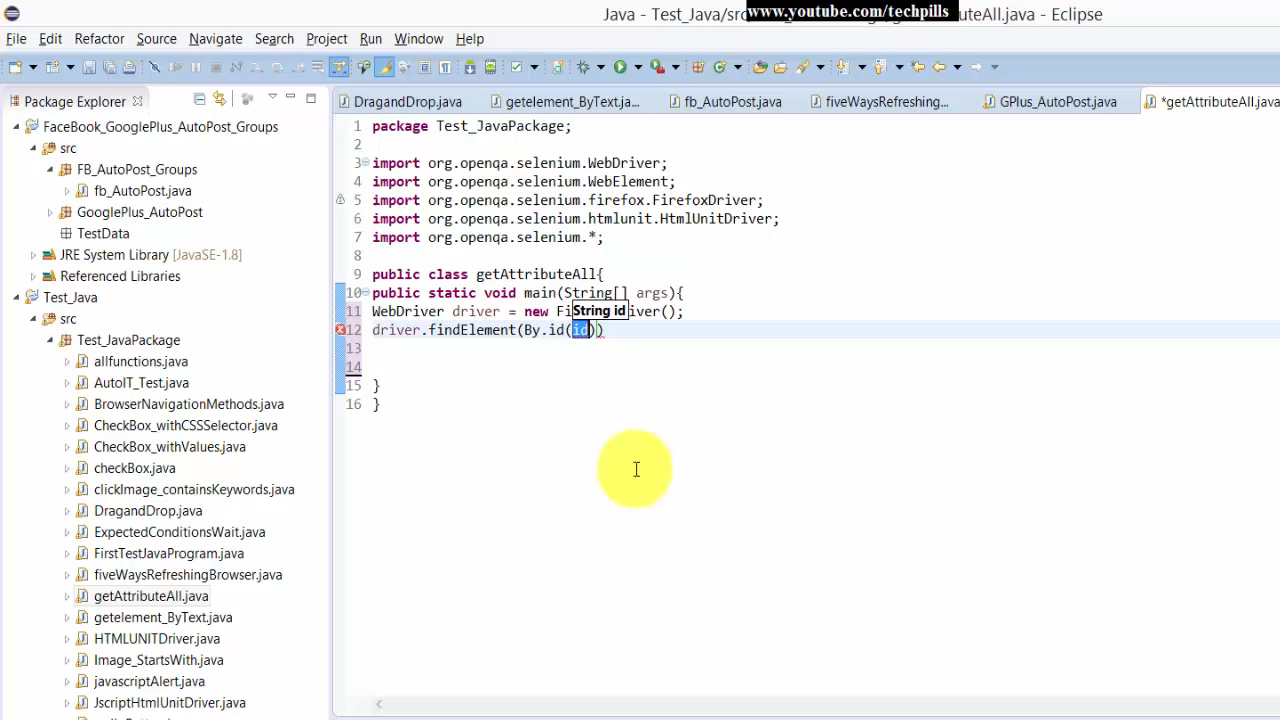 Java - Test_Java/src
www.youtube.com/techpills
uteAll.java - Eclipse
File Edit Refactor Source Navigate Search Project Run Window Help
Package Explorer
DragandDrop.java
getelement_ByText.ja...
fb_AutoPost.java
fiveWaysRefreshing...
GPlus_AutoPost.java
*getAttributeAll.java
FaceBook_GooglePlus_AutoPost_Groups
src
FB_AutoPost_Groups
fb_AutoPost.java
GooglePlus_AutoPost
TestData
JRE System Library [JavaSE-1.8]
Referenced Libraries
Test_Java
src
Test_JavaPackage
allfunctions.java
AutoIT_Test.java
BrowserNavigationMethods.java
CheckBox_withCSSSelector.java
CheckBox_withValues.java
checkBox.java
clickImage_containsKeywords.java
DragandDrop.java
ExpectedConditionsWait.java
FirstTestJavaProgram.java
fiveWaysRefreshingBrowser.java
getAttributeAll.java
getelement_ByText.java
HTMLUNITDriver.java
Image_StartsWith.java
javascriptAlert.java
JscriptHtmlUnitDriver.java
1 package Test_JavaPackage;
2
3 import org.openqa.selenium.WebDriver;
4 import org.openqa.selenium.WebElement;
5 import org.openqa.selenium.firefox.FirefoxDriver;
6 import org.openqa.selenium.htmlunit.HtmlUnitDriver;
7 import org.openqa.selenium.*;
8
9 public class getAttributeAll{
10 public static void main(String[] args){
11 WebDriver driver = new Fi String id iver();
12 driver.findElement(By.id(id))
13
14
15 }
16 }